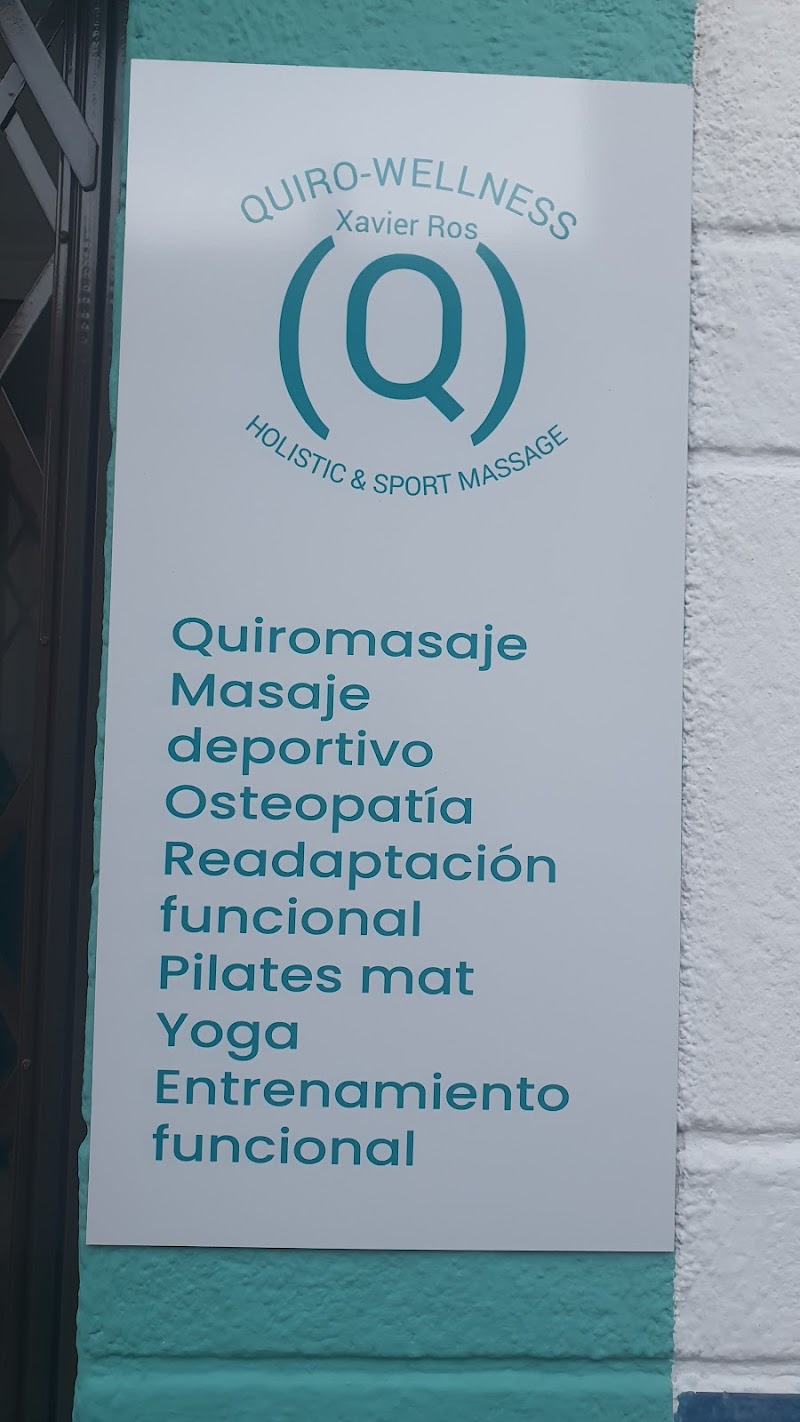 QUIRO-WELLNESS
Xavier Ros
(Q)
HOLISTIC & SPORT MASSAGE
Quiromasaje
Masaje
deportivo
Osteopatía
Readaptación
funcional
Pilates mat
Yoga
Entrenamiento
funcional